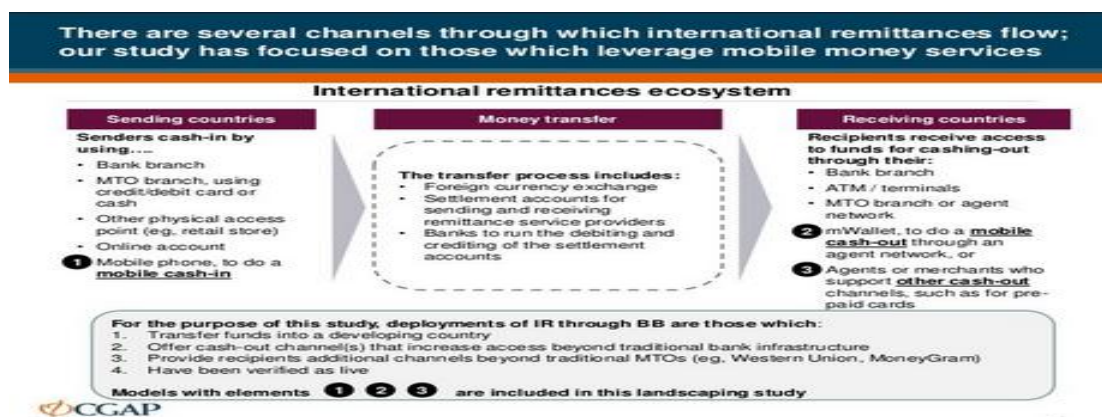 There are several channels through which international remittances flow;
our study has focused on those which leverage mobile money services
International remittances ecosystem
Sending countries
Senders cash-in by
using....
• Bank branch
• MTO branch, using
credit/debit card or
cash
• Other physical access
point (eg, retail store)
• Online account
1 Mobile phone, to do a
mobile cash-in
Money transfer
The transfer process includes:
• Foreign currency exchange
• Settlement accounts for
sending and receiving
remittance service providers
• Banks to run the debiting and
crediting of the settlement
accounts
Receiving countries
Recipients receive access
to funds for cashing-out
through their:
• Bank branch
• ATM / terminals
• MTO branch or agent
network
2 mWallet, to do a mobile
cash-out through an
agent network, or
3 Agents or merchants who
support other cash-out
channels, such as for pre-
paid cards
For the purpose of this study, deployments of IR through BB are those which:
1. Transfer funds into a developing country
2. Offer cash-out channel(s) that increase access beyond traditional bank infrastructure
3. Provide recipients additional channels beyond traditional MTOs (eg, Western Union, MoneyGram)
4. Have been verified as live
Models with elements 1 2 3 are included in this landscaping study
CGAP